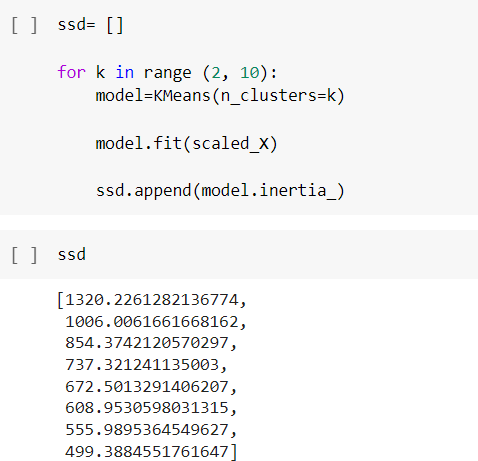 [ ] ssd= []
for k in range (2, 10):
model=KMeans(n_clusters=k)
model.fit(scaled_X)
ssd.append(model.inertia_)
[ ] ssd
[1320.2261282136774,
1006.0061661668162,
854.3742120570297,
737.321241135003,
672.5013291406207,
608.9530598031315,
555.9895364549627,
499.3884551761647]